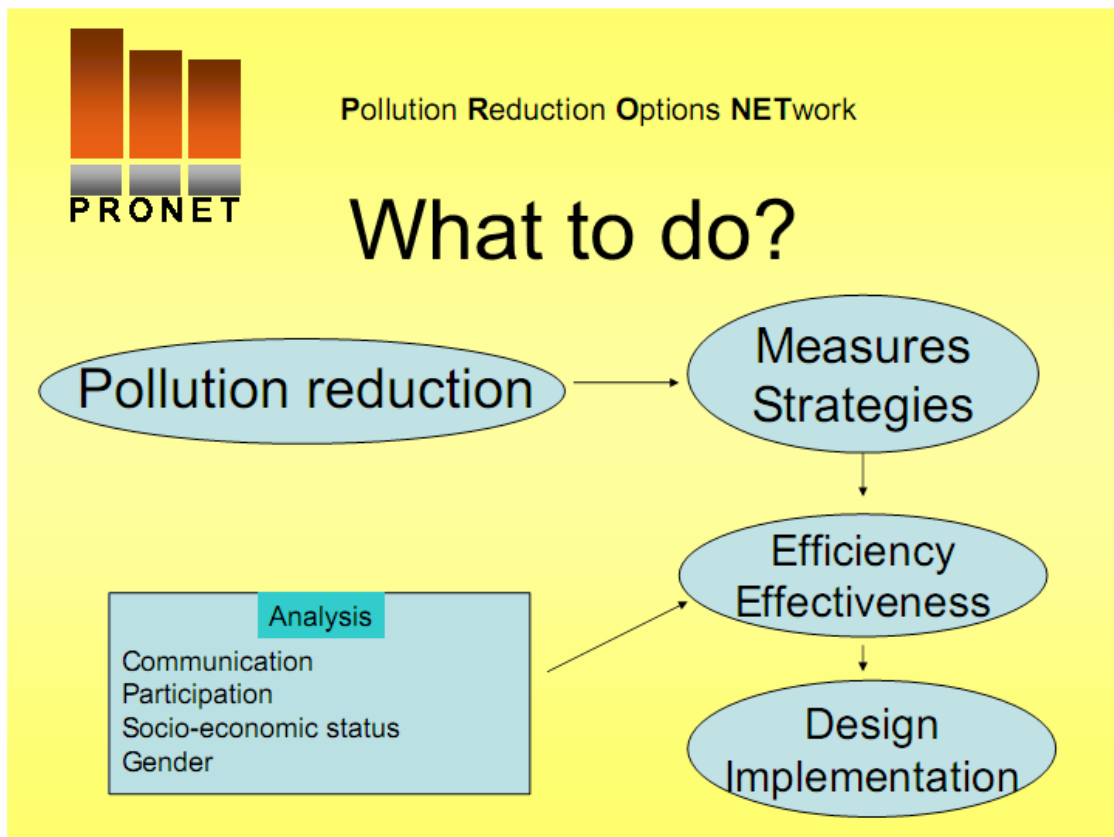 Pollution Reduction Options NETwork
PRONET
What to do?
Pollution reduction
Measures
Strategies
Efficiency
Effectiveness
Analysis
Communication
Participation
Socio-economic status
Gender
Design
Implementation